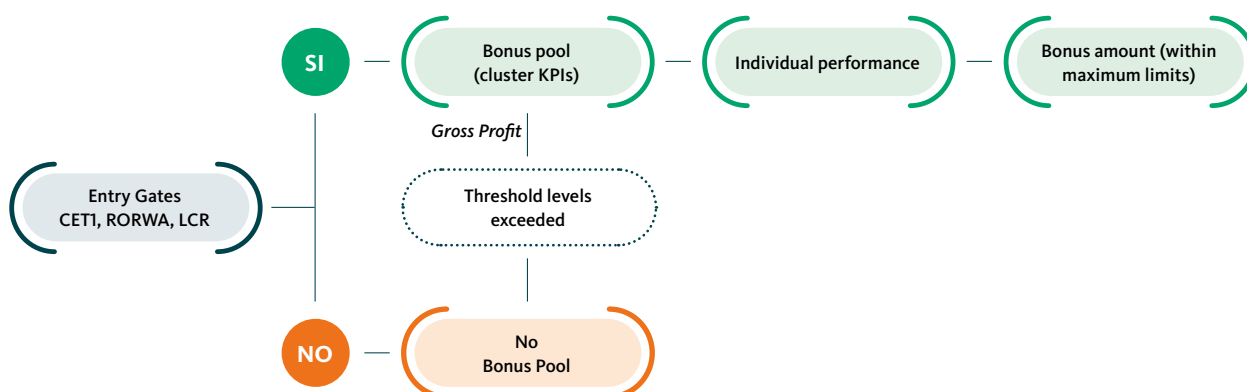 SI
Bonus pool
(cluster KPIs)
Individual performance
Bonus amount (within
maximum limits)
Gross Profit
Entry Gates
CET1, RORWA, LCR
Threshold levels
exceeded
NO
No
Bonus Pool